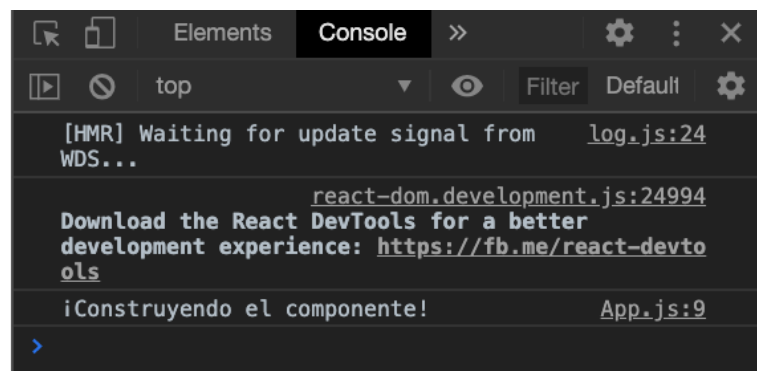 Elements Console »
top Filter Default
[HMR] Waiting for update signal from log.js:24
WDS...
react-dom.development.js:24994
Download the React DevTools for a better
development experience: https://fb.me/react-devto
ols
¡Construyendo el componente! App.js:9
>